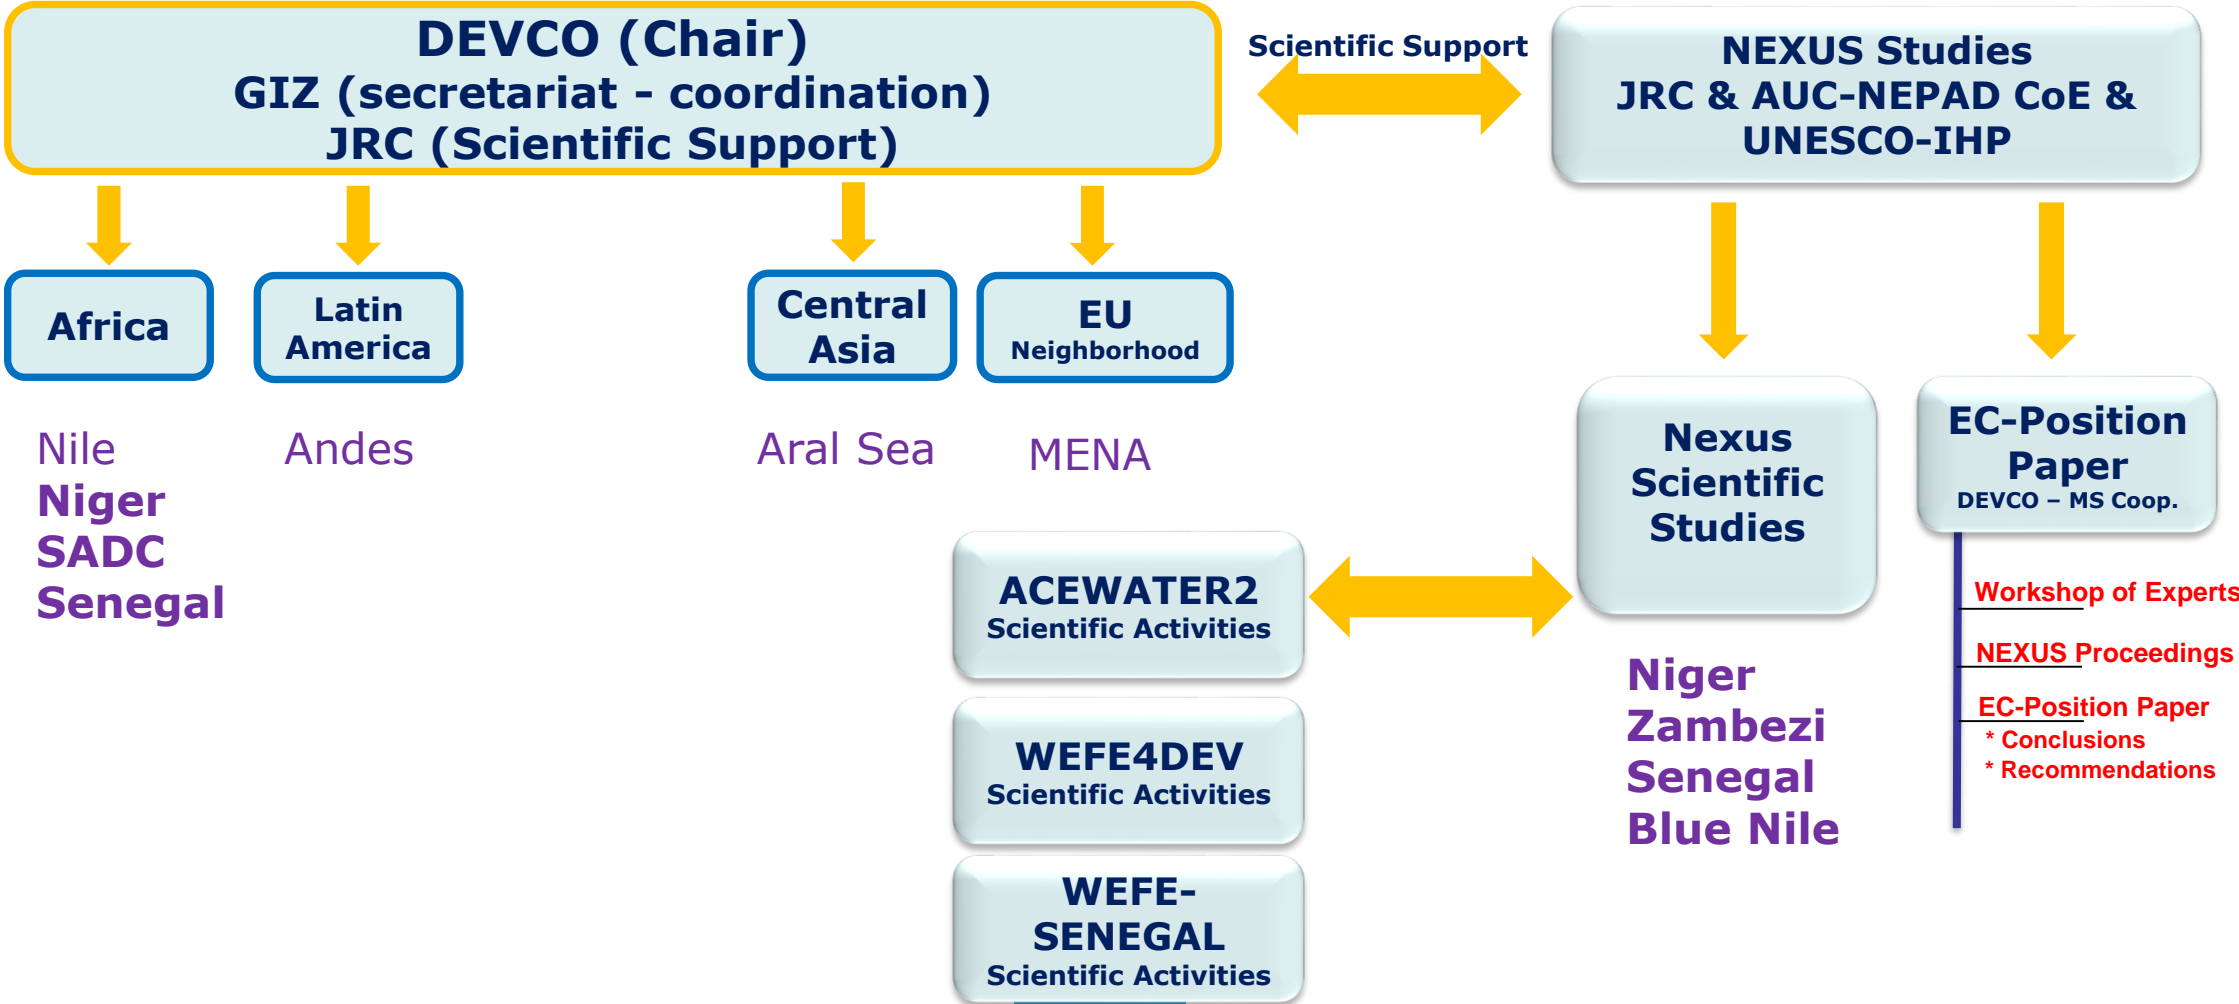 DEVCO (Chair)
GIZ (secretariat - coordination)
JRC (Scientific Support)
Scientific Support
NEXUS Studies
JRC & AUC-NEPAD CoE &
UNESCO-IHP
Africa
Latin
America
Central
Asia
EU
Neighborhood
Nile
Niger
SADC
Senegal
Andes
Aral Sea
MENA
ACEWATER2
Scientific Activities
WEFE4DEV
Scientific Activities
WEFE-
SENEGAL
Scientific Activities
Nexus
Scientific
Studies
Niger
Zambezi
Senegal
Blue Nile
EC-Position
Paper
DEVCO – MS Coop.
Workshop of Experts
NEXUS Proceedings
EC-Position Paper
* Conclusions
* Recommendations